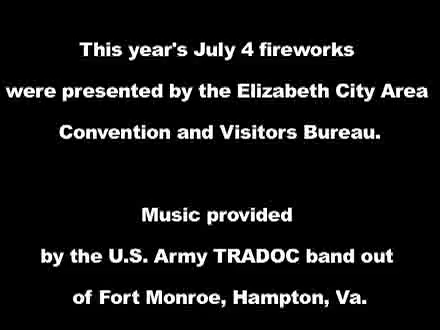 This year's July 4 fireworks
were presented by the Elizabeth City Area
Convention and Visitors Bureau.
Music provided
by the U.S. Army TRADOC band out
of Fort Monroe, Hampton, Va.